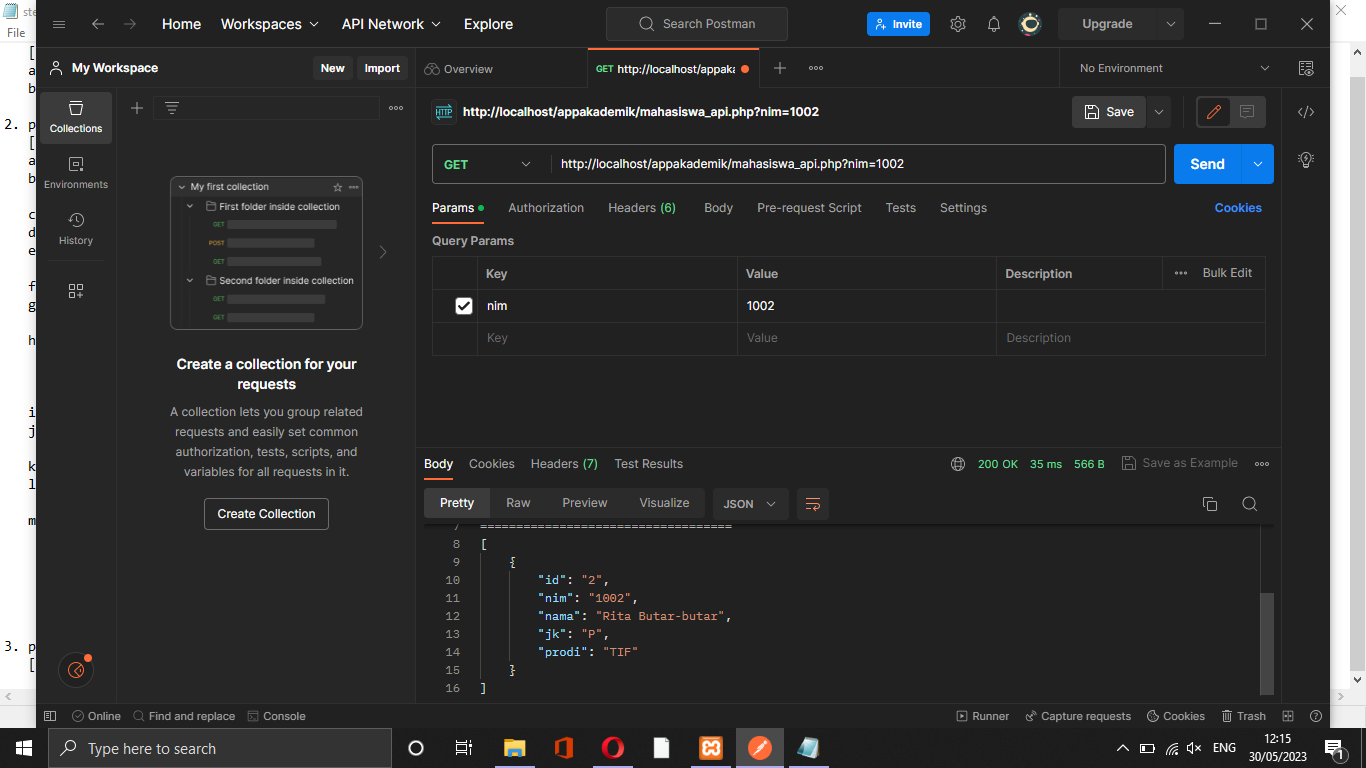 ste
File
Home
Workspaces
API Network
Explore
Search Postman
Invite
Upgrade
My Workspace
New
Import
Overview
GET http://localhost/appaka
No Environment
[
a
b
2. p
[
a
b
c
d
e
f
g
h
i
j
k
l
m
3. p
[
Collections
Environments
History
My first collection
First folder inside collection
GET
POST
GET
Second folder inside collection
GET
GET
Create a collection for your
requests
A collection lets you group related
requests and easily set common
authorization, tests, scripts, and
variables for all requests in it.
Create Collection
HTTP
http://localhost/appakademik/mahasiswa_api.php?nim=1002
Save
GET
http://localhost/appakademik/mahasiswa_api.php?nim=1002
Send
Params
Authorization
Headers (6)
Body
Pre-request Script
Tests
Settings
Cookies
Query Params
Key
Value
Description
Bulk Edit
nim
1002
Key
Value
Description
Body
Cookies
Headers (7)
Test Results
200 OK
35 ms
566 B
Save as Example
Pretty
Raw
Preview
Visualize
JSON
7 ===================================
8 [
9 {
10 "id": "2",
11 "nim": "1002",
12 "nama": "Rita Butar-butar",
13 "jk": "P",
14 "prodi": "TIF"
15 }
16 ]
Online
Find and replace
Console
Runner
Capture requests
Cookies
Trash
Type here to search
ENG
12:15
30/05/2023
1